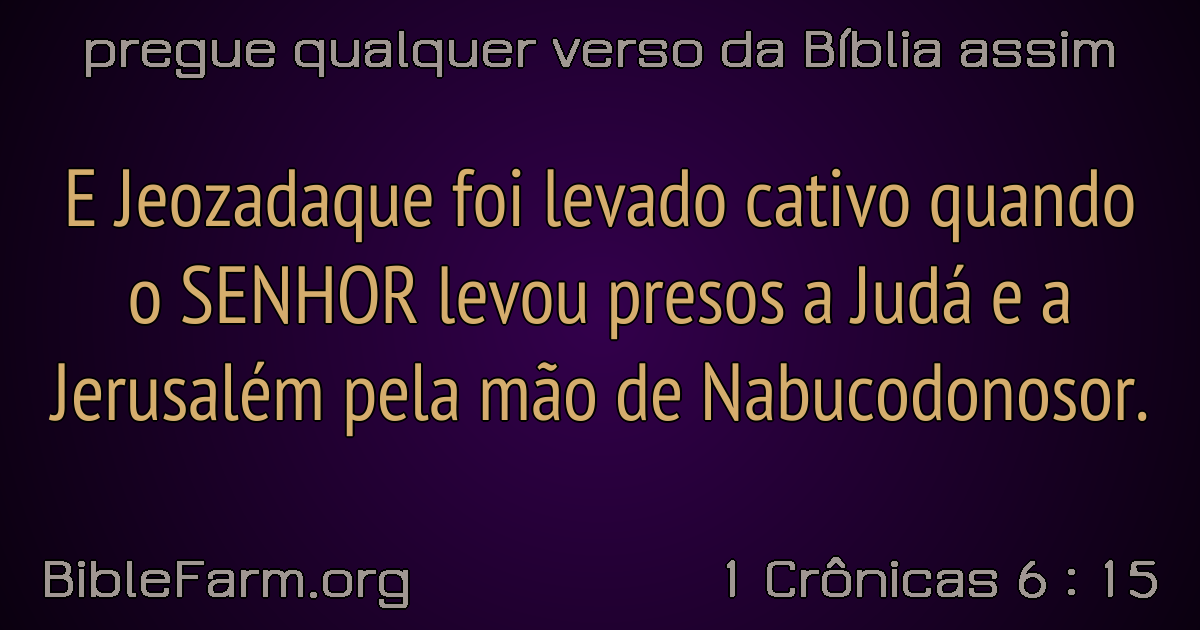 pregue qualquer verso da Bíblia assim
E Jeozadaque foi levado cativo quando
o SENHOR levou presos a Judá e a
Jerusalém pela mão de Nabucodonosor.
BibleFarm.org
1 Crônicas 6 : 15